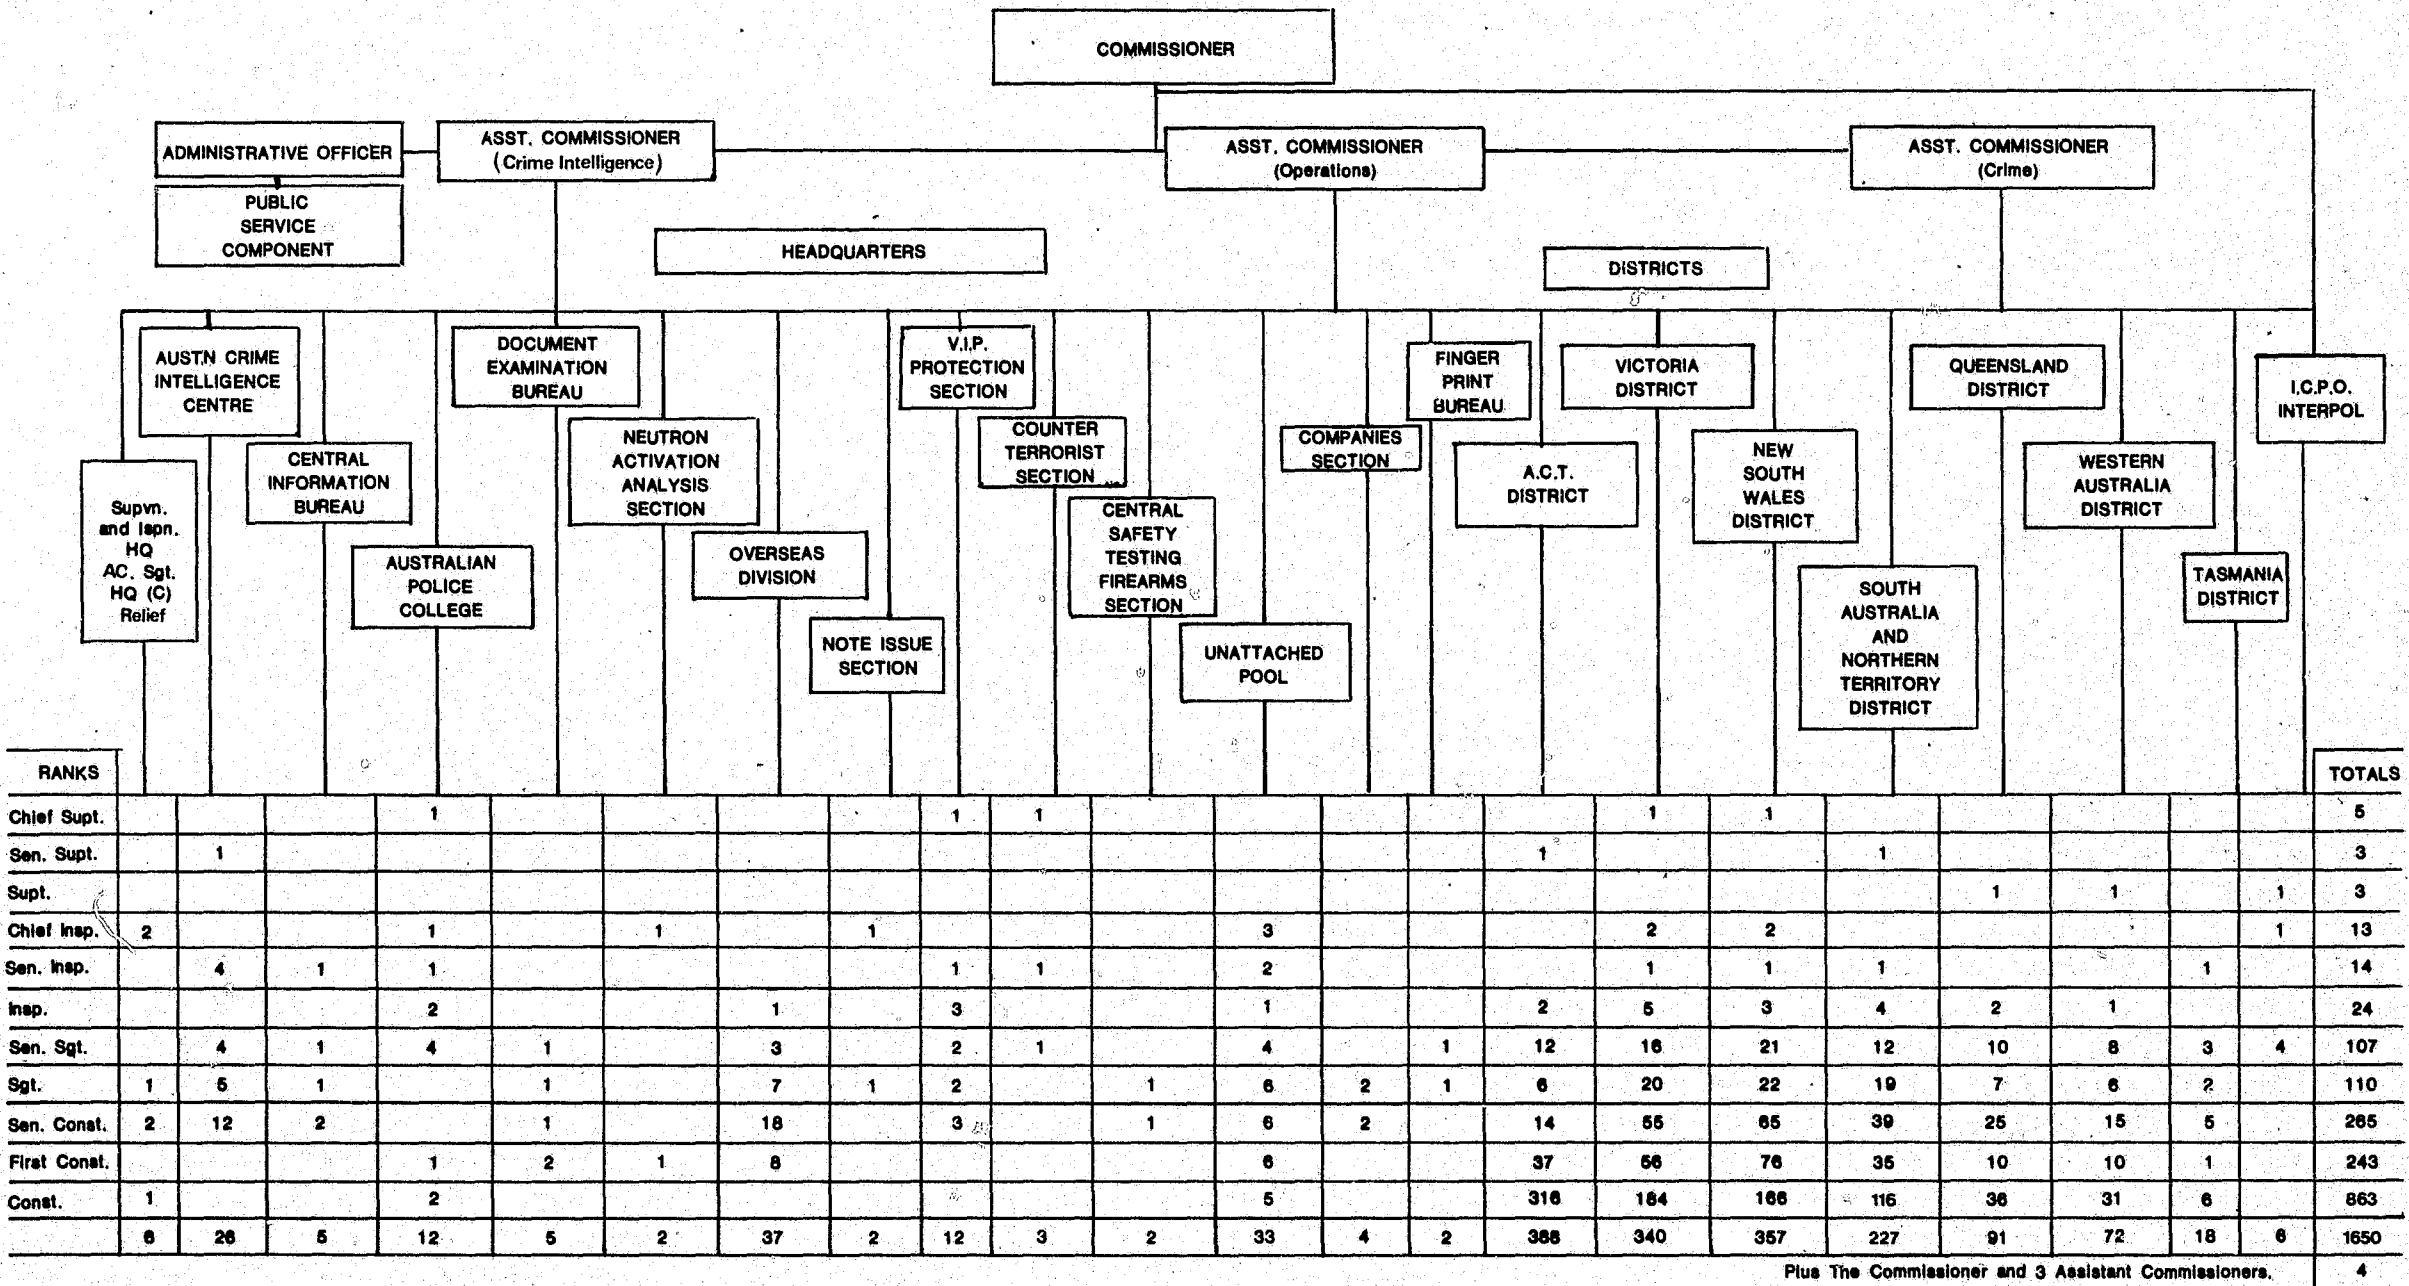 COMMISSIONER
ADMINISTRATIVE OFFICER
ASST. COMMISSIONER
(Crime Intelligence)
ASST. COMMISSIONER
(Operations)
ASST. COMMISSIONER
(Crime)
PUBLIC
SERVICE
COMPONENT
HEADQUARTERS
DISTRICTS
Supvn.
and Ispn.
HQ
AC. Sgt.
HQ (C)
Relief
AUST.N CRIME
INTELLIGENCE
CENTRE
CENTRAL
INFORMATION
BUREAU
AUSTRALIAN
POLICE
COLLEGE
DOCUMENT
EXAMINATION
BUREAU
NEUTRON
ACTIVATION
ANALYSIS
SECTION
OVERSEAS
DIVISION
NOTE ISSUE
SECTION
V.I.P.
PROTECTION
SECTION
COUNTER
TERRORIST
SECTION
CENTRAL
SAFETY
TESTING
FIREARMS
SECTION
UNATTACHED
POOL
COMPANIES
SECTION
FINGER
PRINT
BUREAU
A.C.T.
DISTRICT
VICTORIA
DISTRICT
NEW
SOUTH
WALES
DISTRICT
SOUTH
AUSTRALIA
AND
NORTHERN
TERRITORY
DISTRICT
QUEENSLAND
DISTRICT
WESTERN
AUSTRALIA
DISTRICT
TASMANIA
DISTRICT
I.C.P.O.
INTERPOL
RANKS TOTALS
Chief Supt. 1 1 1 1 1 5
Sen. Supt. 1 1 1 3
Supt. 1 1 1 3
Chief Insp. 2 1 1 1 3 2 2 1 13
Sen. Insp. 4 1 1 1 1 2 1 1 1 1 14
Insp. 2 1 3 1 2 5 3 4 2 1 24
Sen. Sgt. 4 1 4 1 3 2 1 4 1 12 16 21 12 10 8 3 4 107
Sgt. 1 5 1 1 7 1 2 1 6 2 1 6 20 22 19 7 6 2 110
Sen. Const. 2 12 2 1 18 3 1 6 2 14 55 65 39 25 15 5 265
First Const. 1 2 1 8 6 37 56 76 35 10 10 1 243
Const. 1 2 5 316 184 166 116 36 31 6 863
6 26 5 12 5 2 37 2 12 3 2 33 4 2 388 340 357 227 91 72 18 6 1650
Plus The Commissioner and 3 Assistant Commissioners. 4